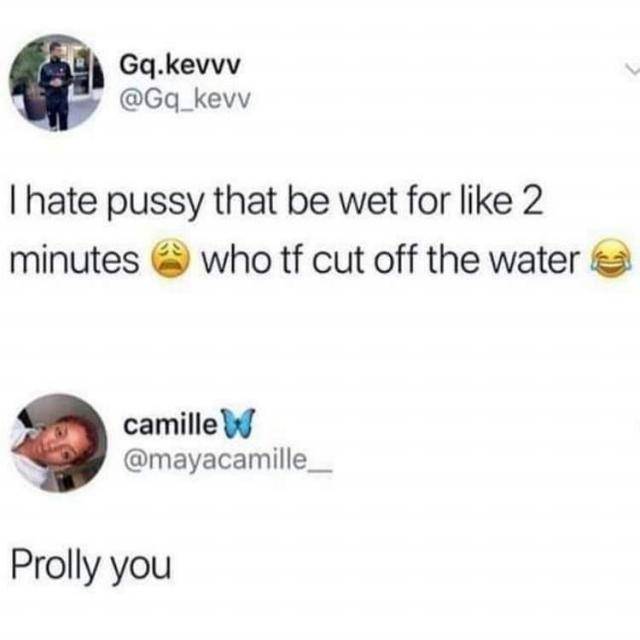 Gq.kevvv
@Gq_kevv
I hate pussy that be wet for like 2
minutes 😩 who tf cut off the water 😂
camille🦋
@mayacamille__
Prolly you